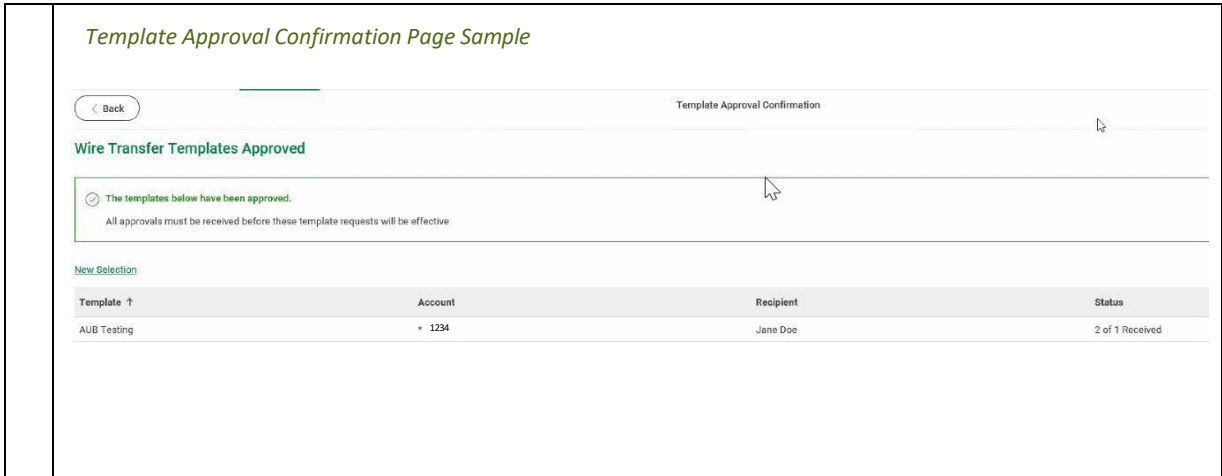 Template Approval Confirmation Page Sample
Back
Template Approval Confirmation
Wire Transfer Templates Approved
The templates below have been approved.
All approvals must be received before these template requests will be effective
New Selection
Template ↑ Account Recipient Status
AUB Testing * 1234 Jane Doe 2 of 1 Received